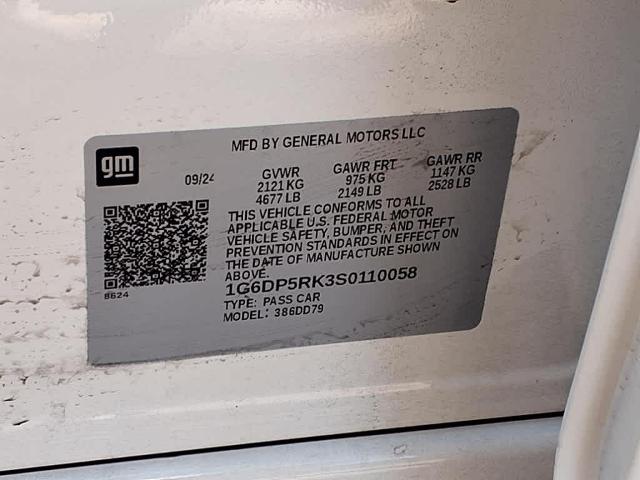 MFD BY GENERAL MOTORS LLC
gm
09/24
GVWR GAWR FRT GAWR RR
2121 KG 975 KG 1147 KG
4677 LB 2149 LB 2528 LB
THIS VEHICLE CONFORMS TO ALL
APPLICABLE U.S. FEDERAL MOTOR
VEHICLE SAFETY, BUMPER, AND THEFT
PREVENTION STANDARDS IN EFFECT ON
THE DATE OF MANUFACTURE SHOWN
ABOVE.
8624
1G6DP5RK3S0110058
TYPE: PASS CAR
MODEL: 386DD79